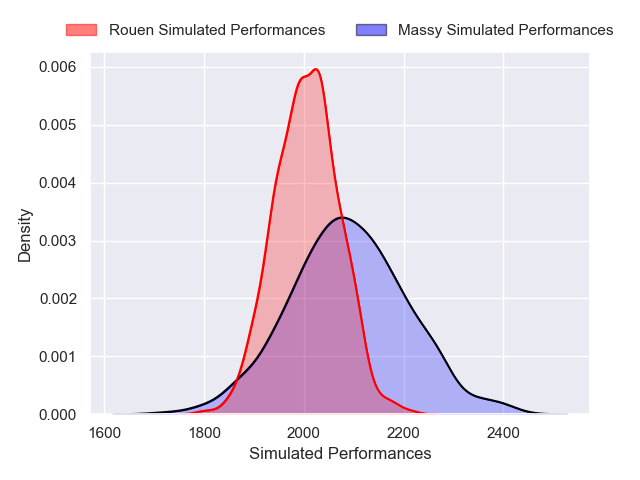 Rouen Simulated Performances Massy Simulated Performances
0.006
0.005
0.004
0.003
0.002
0.001
0.000
Density
1600 1800 2000 2200 2400
Simulated Performances